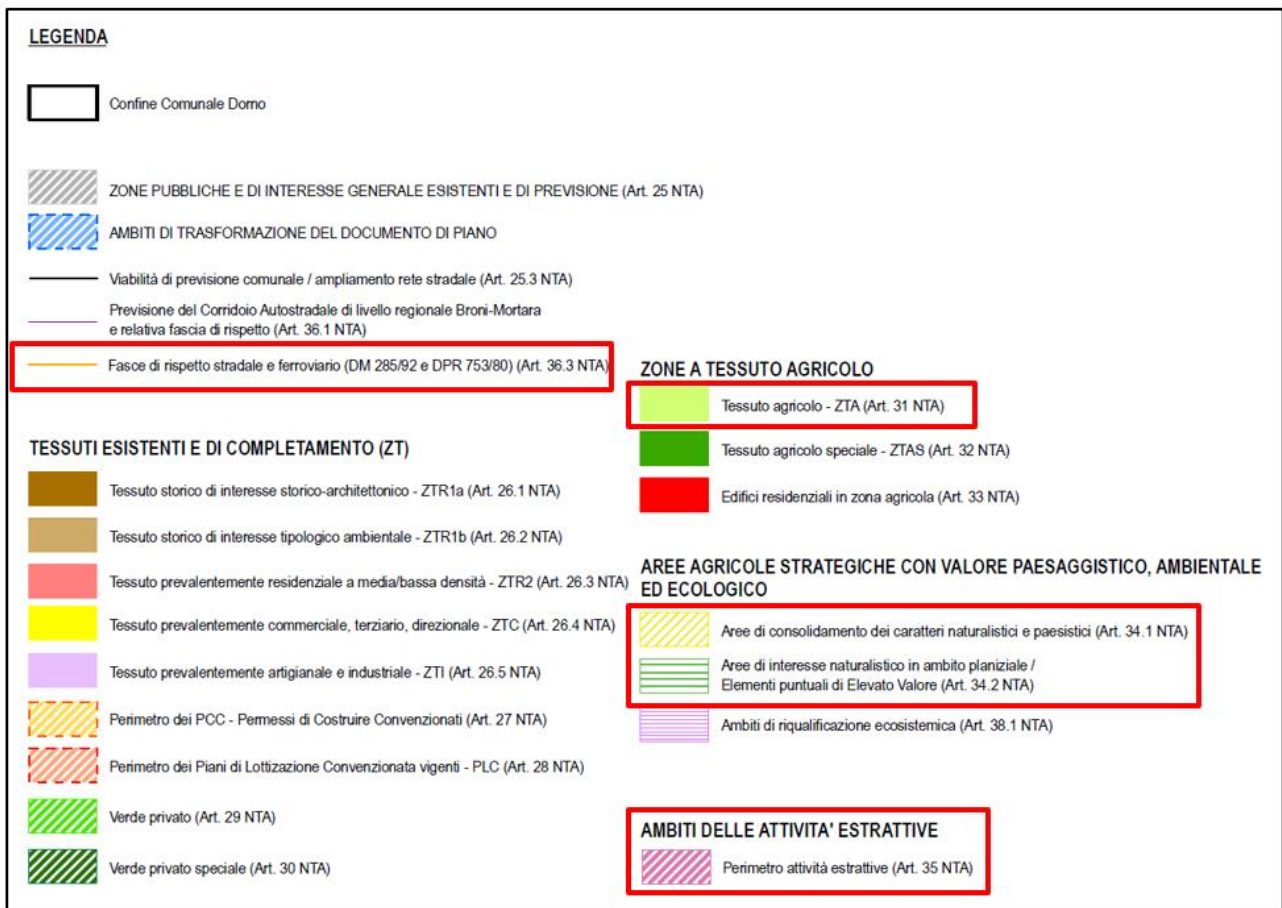 LEGENDA
Confine Comunale Dorno
ZONE PUBBLICHE E DI INTERESSE GENERALE ESISTENTI E DI PREVISIONE (Art. 25 NTA)
AMBITI DI TRASFORMAZIONE DEL DOCUMENTO DI PIANO
Viabilità di previsione comunale / ampliamento rete stradale (Art. 25.3 NTA)
Previsione del Corridoio Autostradale di livello regionale Broni-Mortara
e relativa fascia di rispetto (Art. 36.1 NTA)
Fasce di rispetto stradale e ferroviario (DM 285/92 e DPR 753/80) (Art. 36.3 NTA)
TESSUTI ESISTENTI E DI COMPLETAMENTO (ZT)
Tessuto storico di interesse storico-architettonico - ZTR1a (Art. 26.1 NTA)
Tessuto storico di interesse tipologico ambientale - ZTR1b (Art. 26.2 NTA)
Tessuto prevalentemente residenziale a media/bassa densità - ZTR2 (Art. 26.3 NTA)
Tessuto prevalentemente commerciale, terziario, direzionale - ZTC (Art. 26.4 NTA)
Tessuto prevalentemente artigianale e industriale - ZTI (Art. 26.5 NTA)
Perimetro dei PCC - Permessi di Costruire Convenzionati (Art. 27 NTA)
Perimetro dei Piani di Lottizazione Convenzionata vigenti - PLC (Art. 28 NTA)
Verde privato (Art. 29 NTA)
Verde privato speciale (Art. 30 NTA)
ZONE A TESSUTO AGRICOLO
Tessuto agricolo - ZTA (Art. 31 NTA)
Tessuto agricolo speciale - ZTAS (Art. 32 NTA)
Edifici residenziali in zona agricola (Art. 33 NTA)
AREE AGRICOLE STRATEGICHE CON VALORE PAESAGGISTICO, AMBIENTALE
ED ECOLOGICO
Aree di consolidamento dei caratteri naturalistici e paesistici (Art. 34.1 NTA)
Aree di interesse naturalistico in ambito planiziale /
Elementi puntuali di Elevato Valore (Art. 34.2 NTA)
Ambiti di riqualificazione ecosistemica (Art. 38.1 NTA)
AMBITI DELLE ATTIVITA' ESTRATTIVE
Perimetro attività estrattive (Art. 35 NTA)